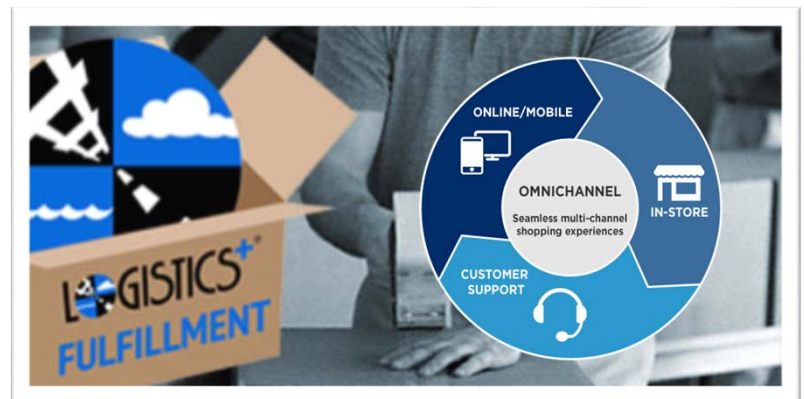 LOGISTICS+
FULFILLMENT
ONLINE/MOBILE
OMNICHANNEL
Seamless multi-channel
shopping experiences
IN-STORE
CUSTOMER
SUPPORT